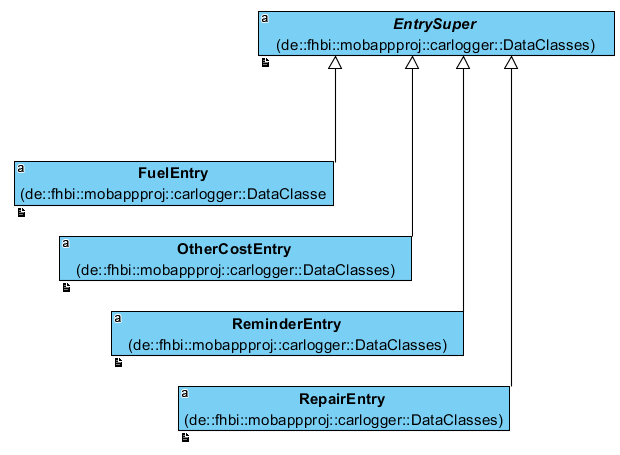 a
EntrySuper
(de::fhbi::mobappproj::carlogger::DataClasses)
a
FuelEntry
(de::fhbi::mobappproj::carlogger::DataClasse
a
OtherCostEntry
(de::fhbi::mobappproj::carlogger::DataClasses)
a
ReminderEntry
(de::fhbi::mobappproj::carlogger::DataClasses)
a
RepairEntry
(de::fhbi::mobappproj::carlogger::DataClasses)